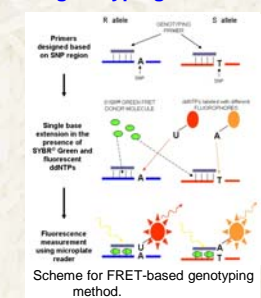 R allele
S allele
GENOTYPING
PRIMER
Primers
designed based
on SNP region
A
T
SNP
SNP
SYBR® GREEN FRET
DONOR MOLECULE
ddNTPs labeled with different
FLUOROPHORES
Single base
extension in the
presence of
SYBR® Green and
fluorescent
ddNTPs
U
A
A
T
Fluorescence
measurement
using microplate
reader
U
A
A
T
Scheme for FRET-based genotyping
method.